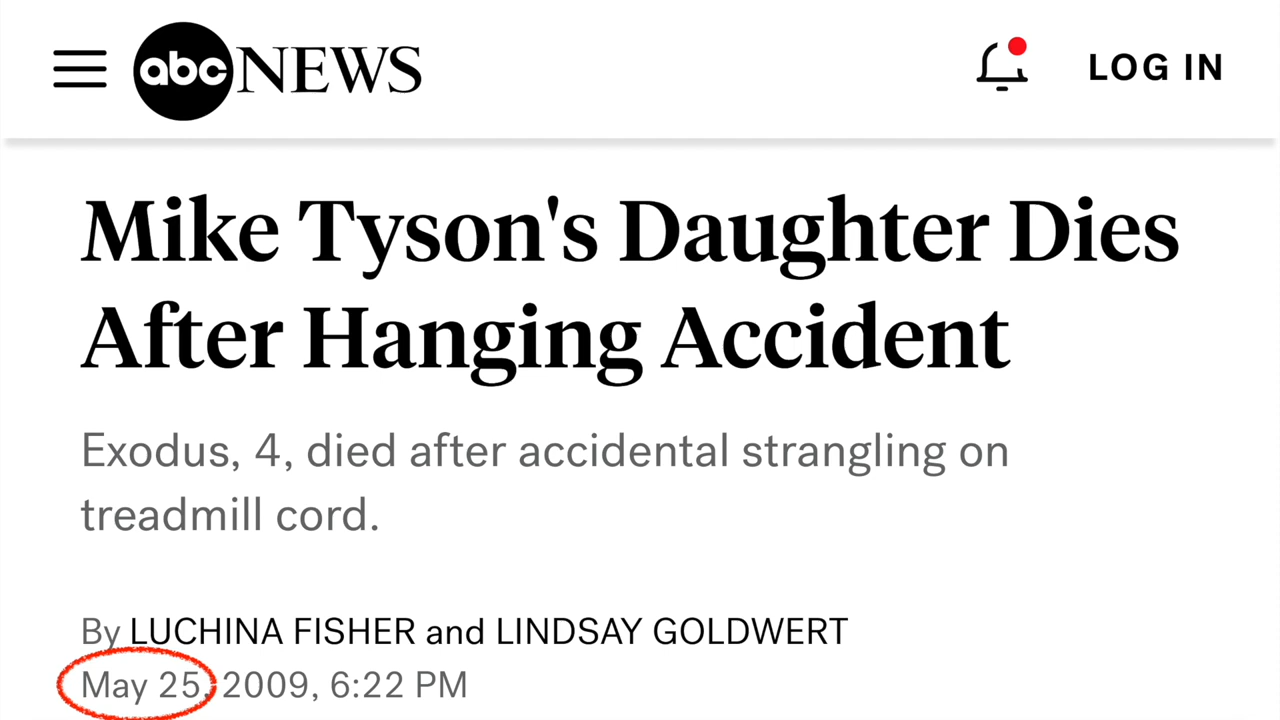 abc NEWS
LOG IN
Mike Tyson's Daughter Dies
After Hanging Accident
Exodus, 4, died after accidental strangling on
treadmill cord.
By LUCHINA FISHER and LINDSAY GOLDWERT
May 25, 2009, 6:22 PM